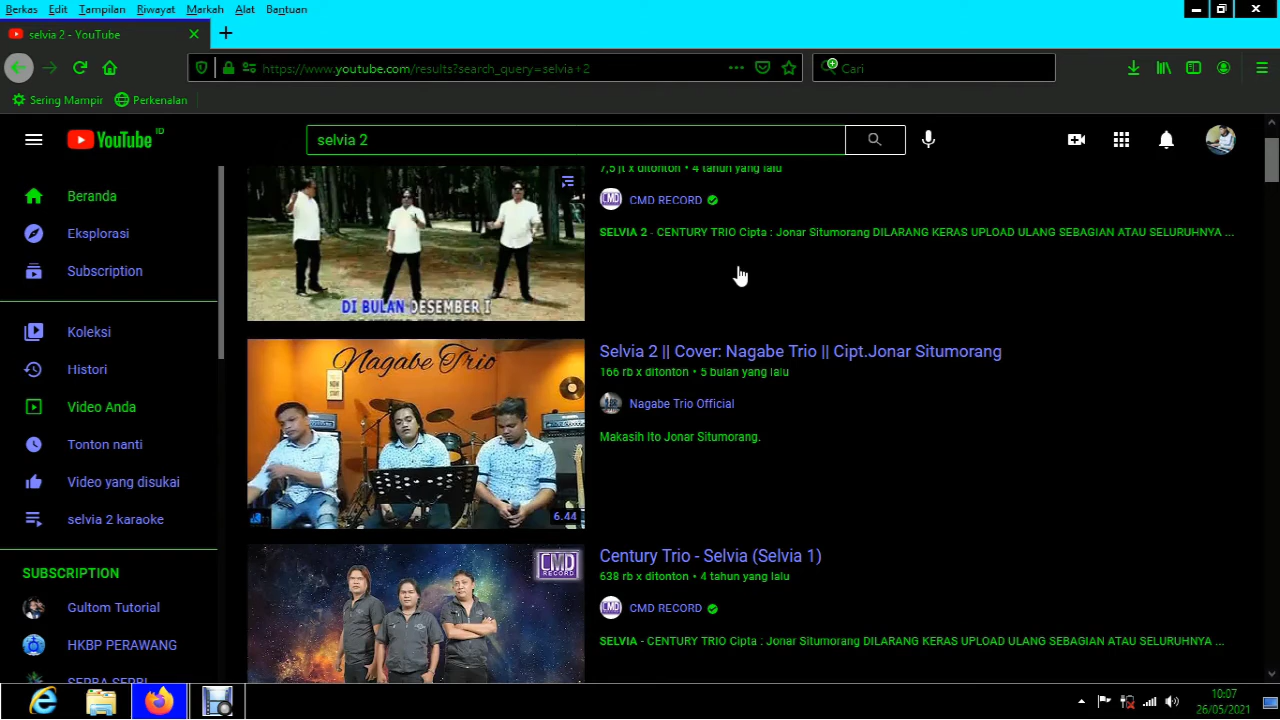 Berkas Edit Tampilan Riwayat Markah Alat Bantuan
selvia 2 - YouTube
https://www.youtube.com/results?search_query=selvia+2
Cari
Sering Mampir Perkenalan
YouTube ID
selvia 2
Beranda
Eksplorasi
Subscription
Koleksi
Histori
Video Anda
Tonton nanti
Video yang disukai
selvia 2 karaoke
SUBSCRIPTION
Gultom Tutorial
HKBP PERAWANG
7,5 jt x ditonton • 4 tahun yang lalu
CMD RECORD
SELVIA 2 - CENTURY TRIO Cipta : Jonar Situmorang DILARANG KERAS UPLOAD ULANG SEBAGIAN ATAU SELURUHNYA ...
DI BULAN DESEMBER I
Nagabe Trio
6.44
Selvia 2 || Cover: Nagabe Trio || Cipt.Jonar Situmorang
166 rb x ditonton • 5 bulan yang lalu
Nagabe Trio Official
Makasih Ito Jonar Situmorang.
CMD
RECORD
Century Trio - Selvia (Selvia 1)
638 rb x ditonton • 4 tahun yang lalu
CMD RECORD
SELVIA - CENTURY TRIO Cipta : Jonar Situmorang DILARANG KERAS UPLOAD ULANG SEBAGIAN ATAU SELURUHNYA ...
10:07
26/05/2021